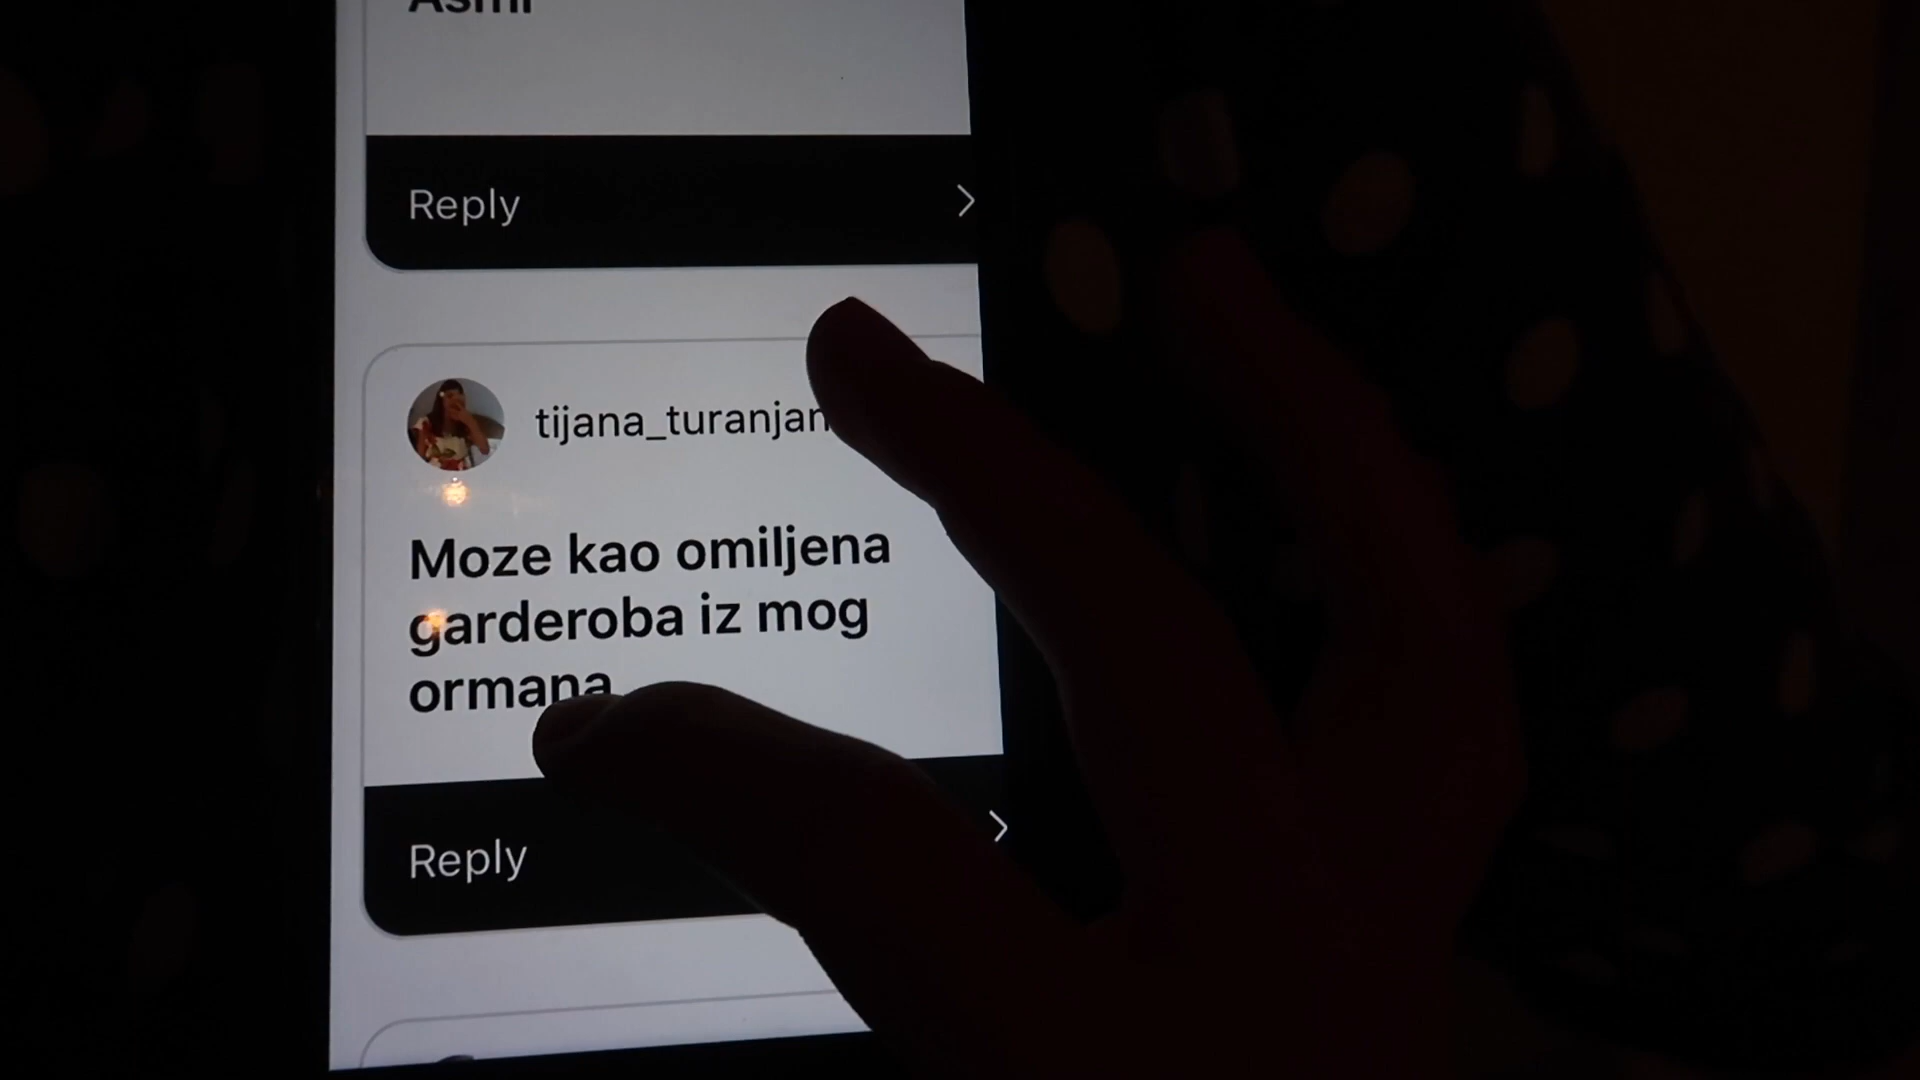 Reply
tijana_turanjan
Moze kao omiljena
garderoba iz mog
ormana
Reply